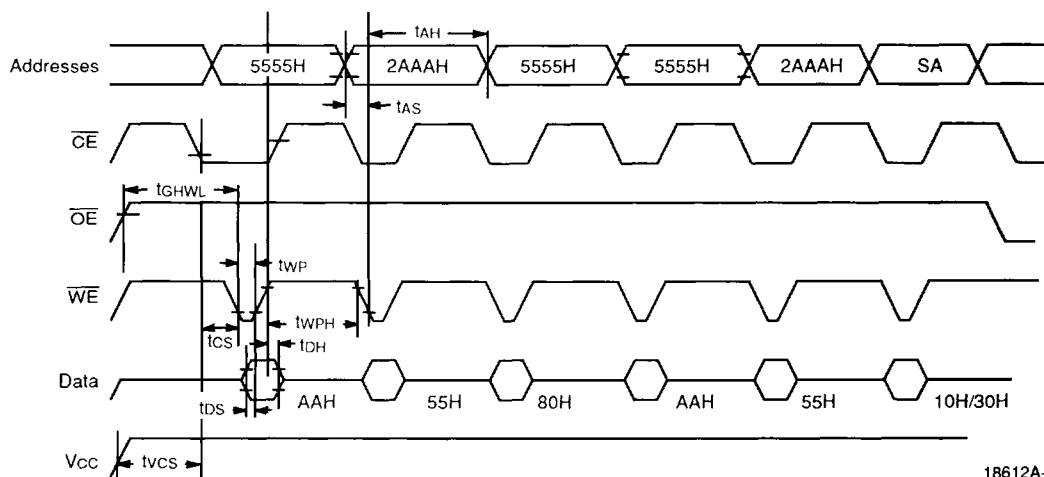 tAH
Addresses 5555H 2AAAH 5555H 5555H 2AAAH SA
tAS
CE
tGHWL
OE
tWP
WE
tCS tWPH
tDH
Data
tDS AAH 55H 80H AAH 55H 10H/30H
VCC tVCS
18612A-